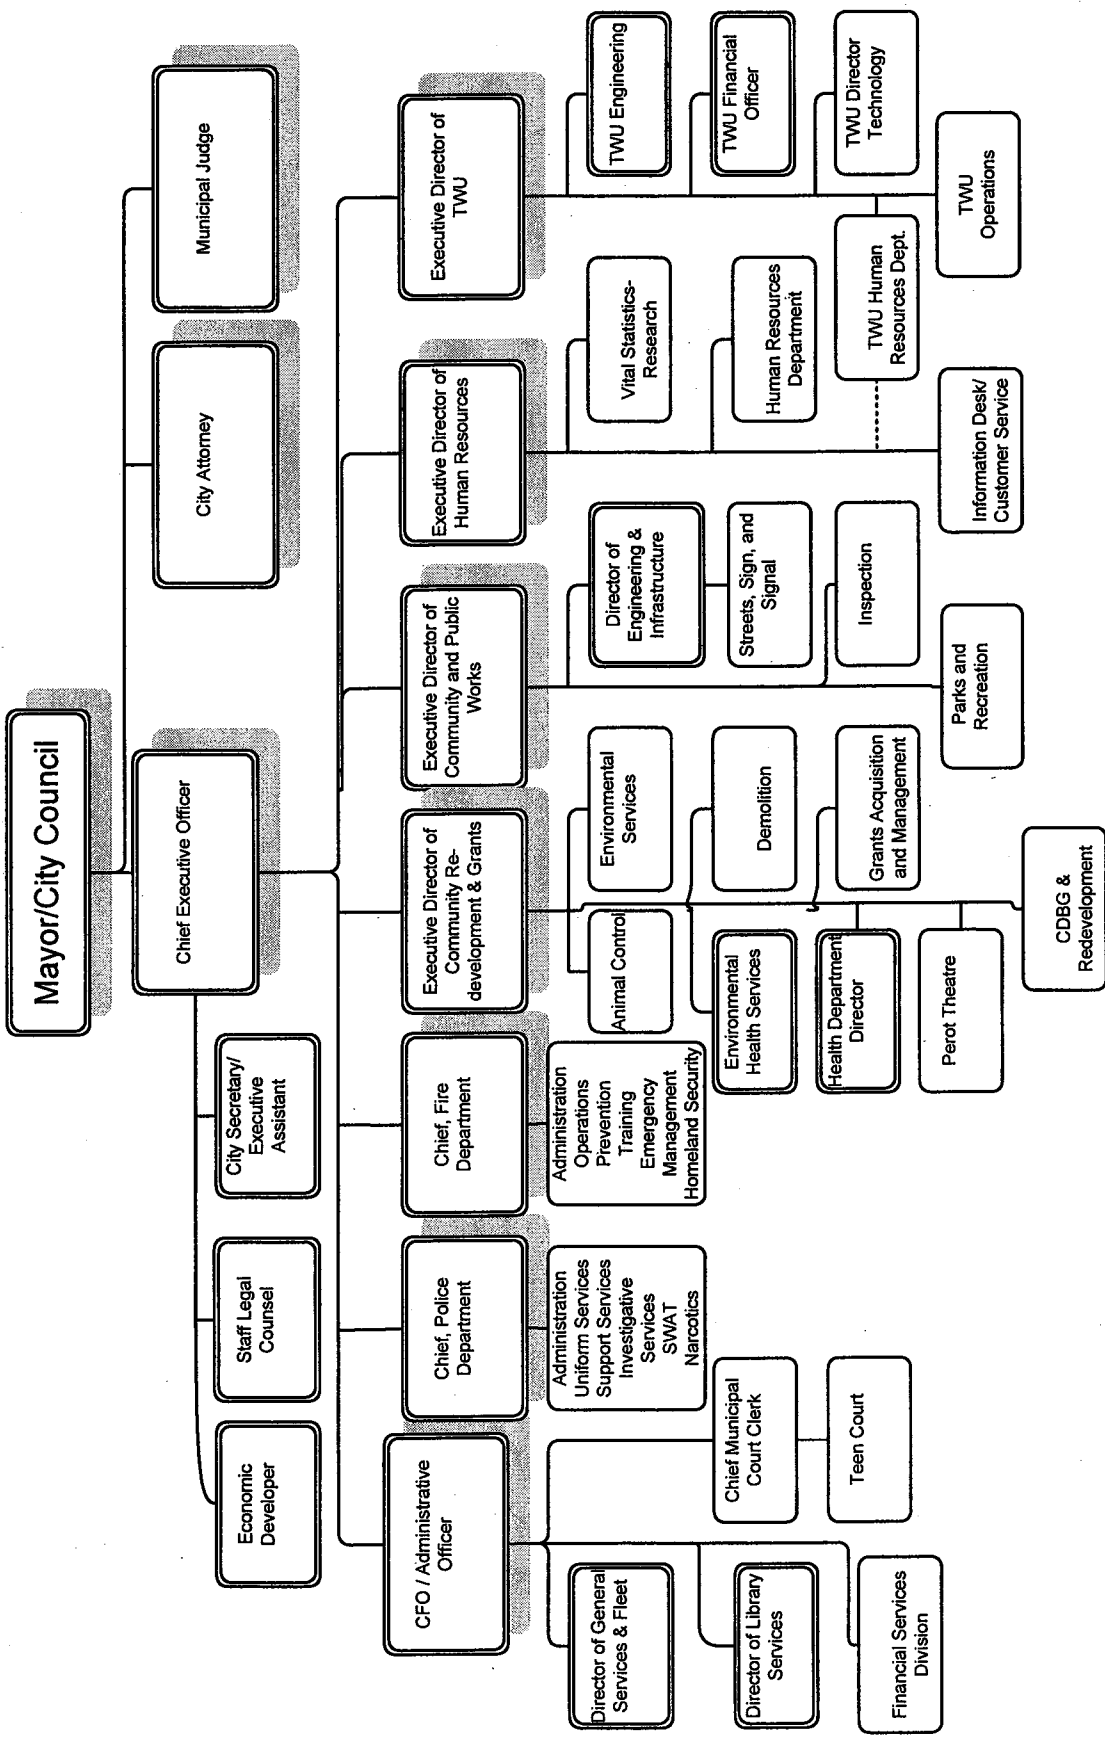 Mayor/City Council
Municipal Judge
City Attorney
Chief Executive Officer
City Secretary/
Executive
Assistant
Staff Legal
Counsel
Economic
Developer
CFO / Administrative
Officer
Chief, Police
Department
Chief, Fire
Department
Executive Director of
Community Re-
development & Grants
Executive Director of
Community and Public
Works
Executive Director of
Human Resources
Executive Director of
TWU
Director of General
Services & Fleet
Director of Library
Services
Financial Services
Division
Chief Municipal
Court Clerk
Teen Court
Administration
Uniform Services
Support Services
Investigative
Services
SWAT
Narcotics
Administration
Operations
Prevention
Training
Emergency
Management
Homeland Security
Animal Control
Environmental
Services
Environmental
Health Services
Demolition
Health Department
Director
Grants Acquisition
and Management
Perot Theatre
CDBG &
Redevelopment
Director of
Engineering &
Infrastructure
Streets, Sign, and
Signal
Inspection
Parks and
Recreation
Vital Statistics-
Research
Human Resources
Department
Information Desk/
Customer Service
TWU Human
Resources Dept.
TWU Engineering
TWU Financial
Officer
TWU Director
Technology
TWU
Operations